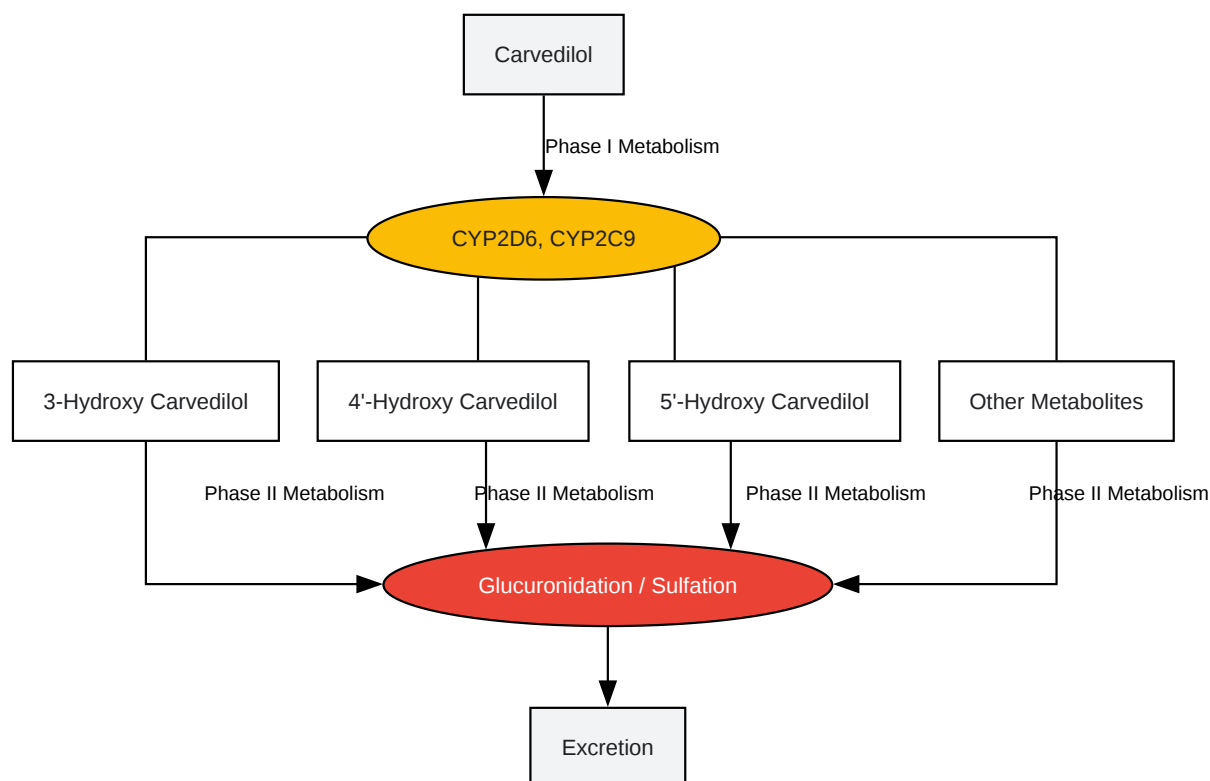 Carvedilol
Phase I Metabolism
CYP2D6, CYP2C9
3-Hydroxy Carvedilol
4'-Hydroxy Carvedilol
5'-Hydroxy Carvedilol
Other Metabolites
Phase II Metabolism
Phase II Metabolism
Phase II Metabolism
Phase II Metabolism
Glucuronidation / Sulfation
Excretion